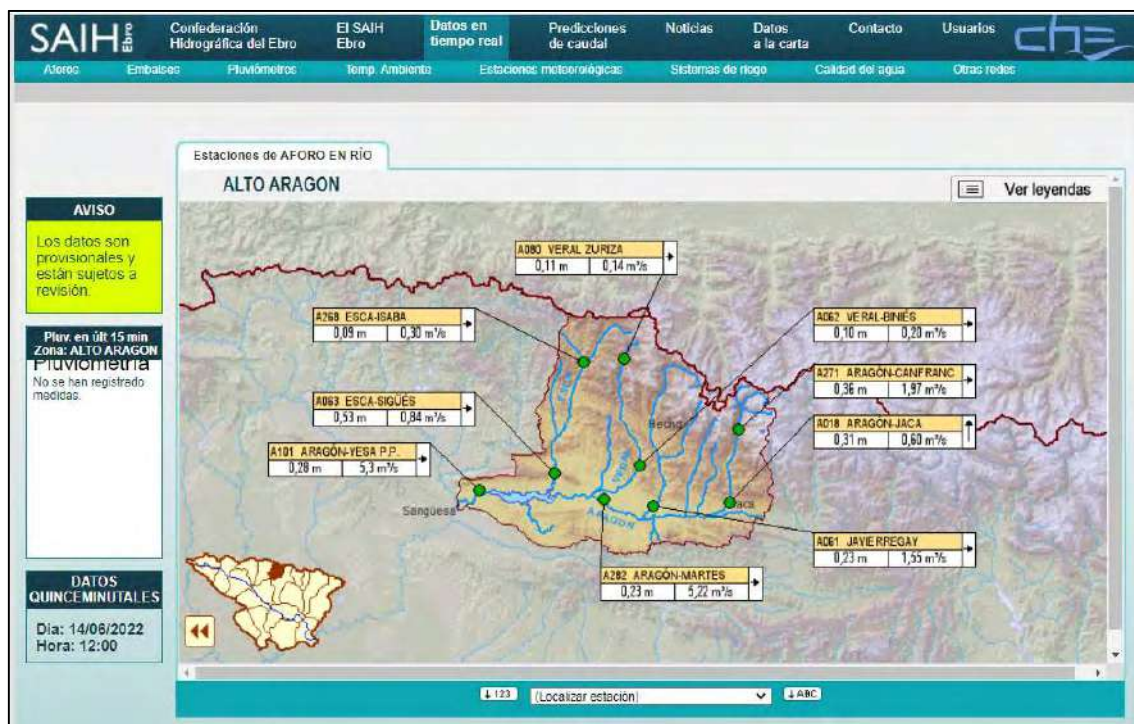 SAIH Ebro
Confederación
Hidrográfica del Ebro
El SAIH
Ebro
Datos en
tiempo real
Predicciones
de caudal
Noticias
Datos
a la carta
Contacto
Usuarios
che
Aforos Embalses Pluviómetros Temp. Ambiente Estaciones meteorológicas Sistemas de riego Calidad del agua Otras redes
Estaciones de AFORO EN RÍO
ALTO ARAGON
Ver leyendas
AVISO
Los datos son
provisionales y
están sujetos a
revisión.
Pluv. en últ 15 min
Zona: ALTO ARAGON
Pluviometría
No se han registrado
medidas.
DATOS
QUINCEMINUTALES
Dia: 14/06/2022
Hora: 12:00
A080 VERAL ZURIZA
0,11 m 0,14 m³/s
A268 ESCA-ISABA
0,09 m 0,30 m³/s
A062 VERAL-BINIÉS
0,10 m 0,20 m³/s
A271 ARAGÓN-CANFRANC
0,36 m 1,97 m³/s
A063 ESCA-SIGÜÉS
0,53 m 0,84 m³/s
A018 ARAGÓN-JACA
0,31 m 0,60 m³/s
A101 ARAGÓN-YESA P.P.
0,28 m 5,3 m³/s
A061 JAVIERREGAY
0,23 m 1,55 m³/s
A282 ARAGÓN-MARTES
0,23 m 5,22 m³/s
ESCA
VERAL
Hecho
Sangüesa
ARAGON
Jaca
123
(Localizar estación)
ABC